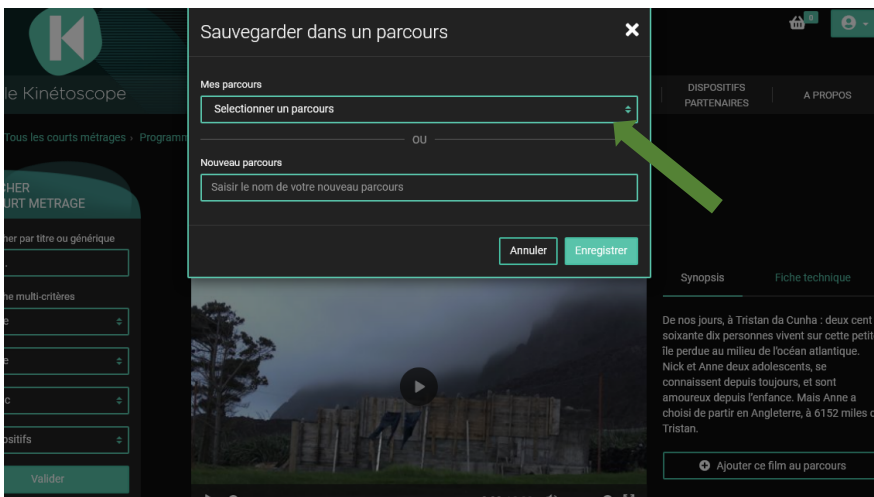 K
le Kinétoscope
Sauvegarder dans un parcours
0
DISPOSITIFS
PARTENAIRES
A PROPOS
Mes parcours
Selectionner un parcours
OU
Nouveau parcours
Saisir le nom de votre nouveau parcours
Annuler
Enregistrer
Tous les courts métrages › Programm
CHER
URT METRAGE
her par titre ou générique
he multi-critères
ositifs
Valider
Synopsis
Fiche technique
De nos jours, à Tristan da Cunha : deux cent
soixante dix personnes vivent sur cette petit
île perdue au milieu de l'océan atlantique.
Nick et Anne deux adolescents, se
connaissent depuis toujours, et sont
amoureux depuis l'enfance. Mais Anne a
choisi de partir en Angleterre, à 6152 miles d
Tristan.
Ajouter ce film au parcours